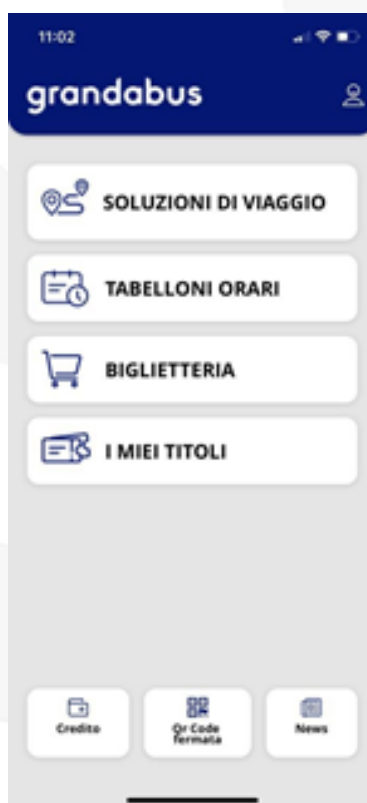 11:02
grandabus
SOLUZIONI DI VIAGGIO
TABELLONI ORARI
BIGLIETTERIA
I MIEI TITOLI
Credito
Qr Code
fermata
News